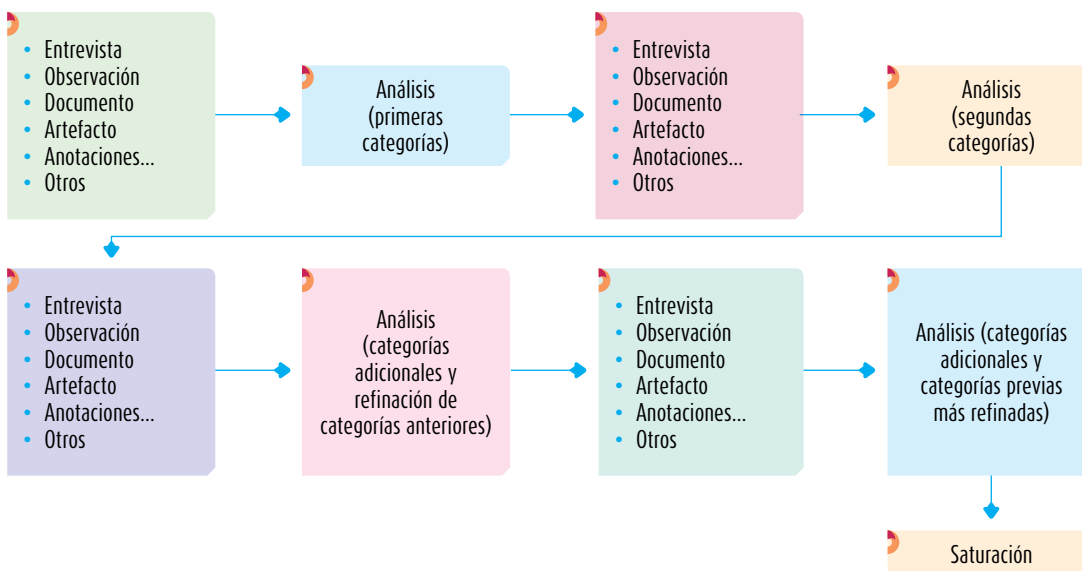 • Entrevista
• Observación
• Documento
• Artefacto
• Anotaciones...
• Otros
Análisis
(primeras
categorías)
• Entrevista
• Observación
• Documento
• Artefacto
• Anotaciones...
• Otros
Análisis
(segundas
categorías)
• Entrevista
• Observación
• Documento
• Artefacto
• Anotaciones...
• Otros
Análisis
(categorías
adicionales y
refinación de
categorías anteriores)
• Entrevista
• Observación
• Documento
• Artefacto
• Anotaciones...
• Otros
Análisis (categorías
adicionales y
categorías previas
más refinadas)
Saturación